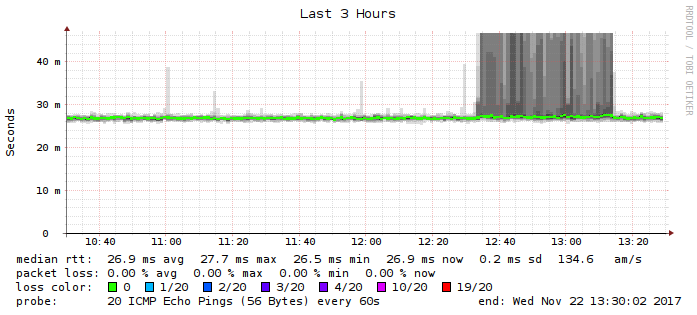 Last 3 Hours
RRDTOOL / TOBI OETIKER
Seconds
40 m
30 m
20 m
10 m
0
10:40 11:00 11:20 11:40 12:00 12:20 12:40 13:00 13:20
median rtt: 26.9 ms avg 27.7 ms max 26.5 ms min 26.9 ms now 0.2 ms sd 134.6 am/s
packet loss: 0.00 % avg 0.00 % max 0.00 % min 0.00 % now
loss color: 0 1/20 2/20 3/20 4/20 10/20 19/20
probe: 20 ICMP Echo Pings (56 Bytes) every 60s end: Wed Nov 22 13:30:02 2017